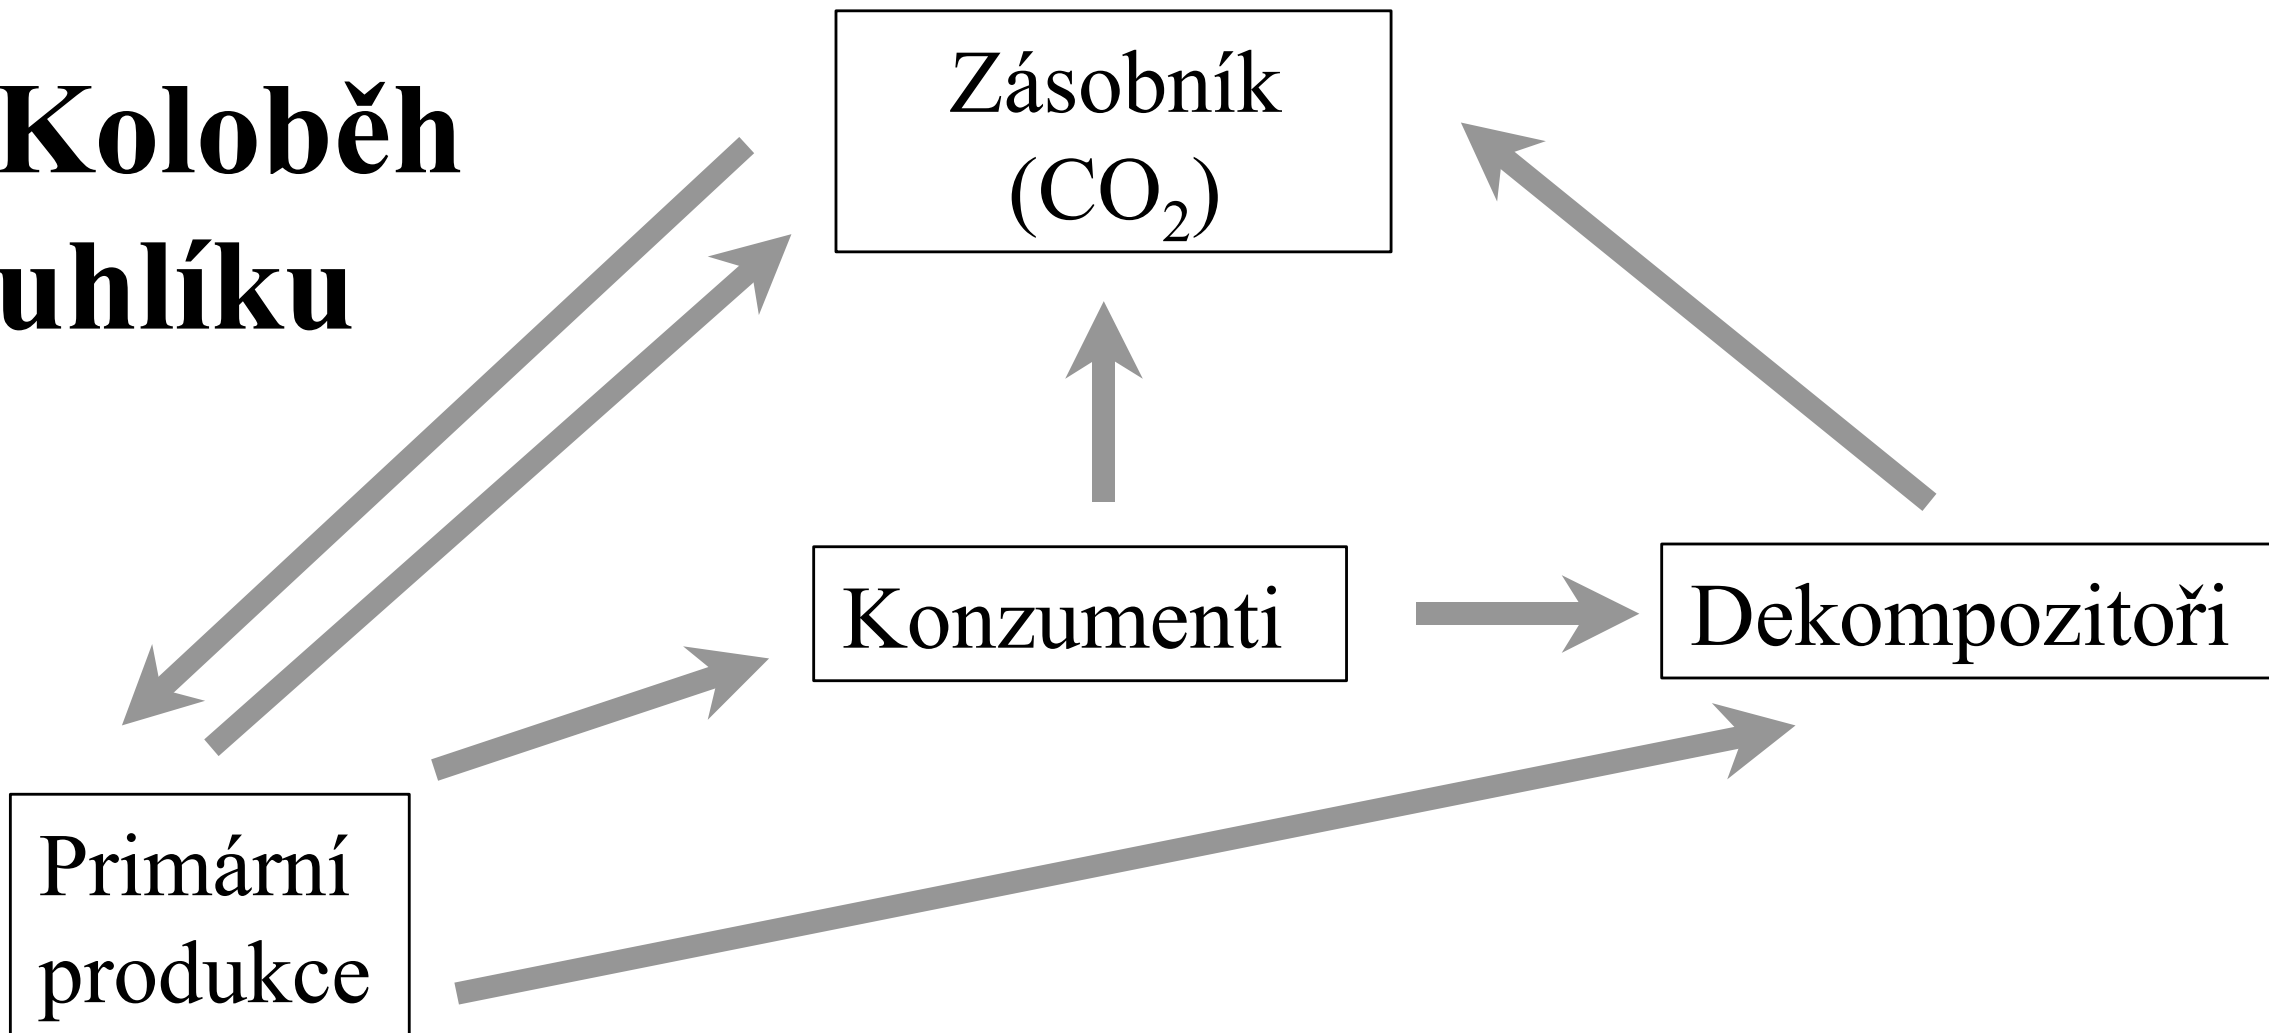 Koloběh
uhlíku
Zásobník
(CO₂)
Konzumenti
Dekompozitoři
Primární
produkce